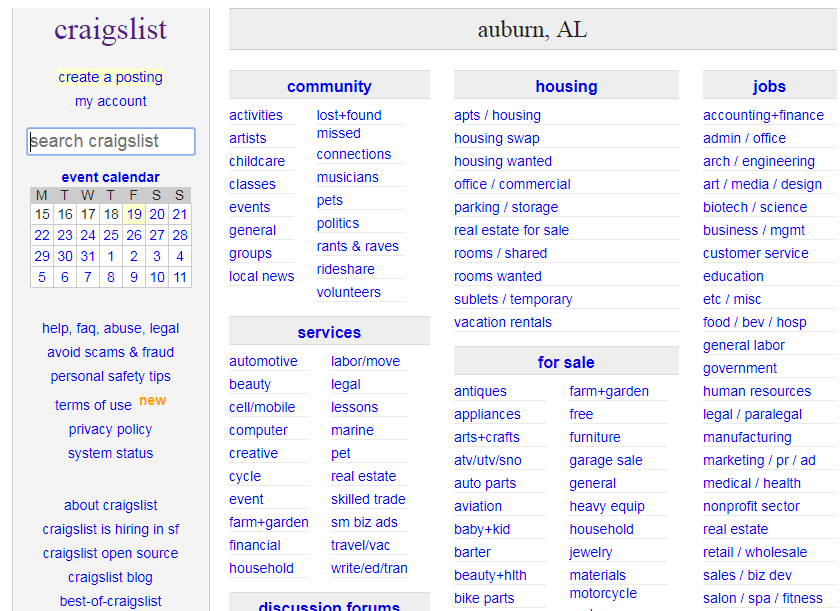 craigslist
create a posting
my account
search craigslist
event calendar
M T W T F S S
15 16 17 18 19 20 21
22 23 24 25 26 27 28
29 30 31 1 2 3 4
5 6 7 8 9 10 11
help, faq, abuse, legal
avoid scams & fraud
personal safety tips
terms of use new
privacy policy
system status
about craigslist
craigslist is hiring in sf
craigslist open source
craigslist blog
best-of-craigslist
auburn, AL
community
activities
artists
childcare
classes
events
general
groups
local news
lost+found
missed
connections
musicians
pets
politics
rants & raves
rideshare
volunteers
services
automotive
beauty
cell/mobile
computer
creative
cycle
event
farm+garden
financial
household
labor/move
legal
lessons
marine
pet
real estate
skilled trade
sm biz ads
travel/vac
write/ed/tran
discussion forums
housing
apts / housing
housing swap
housing wanted
office / commercial
parking / storage
real estate for sale
rooms / shared
rooms wanted
sublets / temporary
vacation rentals
for sale
antiques
appliances
arts+crafts
atv/utv/sno
auto parts
aviation
baby+kid
barter
beauty+hlth
bike parts
farm+garden
free
furniture
garage sale
general
heavy equip
household
jewelry
materials
motorcycle
jobs
accounting+finance
admin / office
arch / engineering
art / media / design
biotech / science
business / mgmt
customer service
education
etc / misc
food / bev / hosp
general labor
government
human resources
legal / paralegal
manufacturing
marketing / pr / ad
medical / health
nonprofit sector
real estate
retail / wholesale
sales / biz dev
salon / spa / fitness